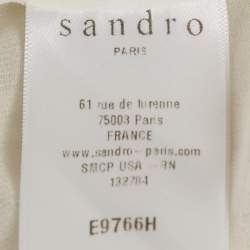 sandro
PARIS
61 rue de turenne
75003 Paris
FRANCE
www.sandro-paris.com
SMCP USA -RN
132784
E9766H